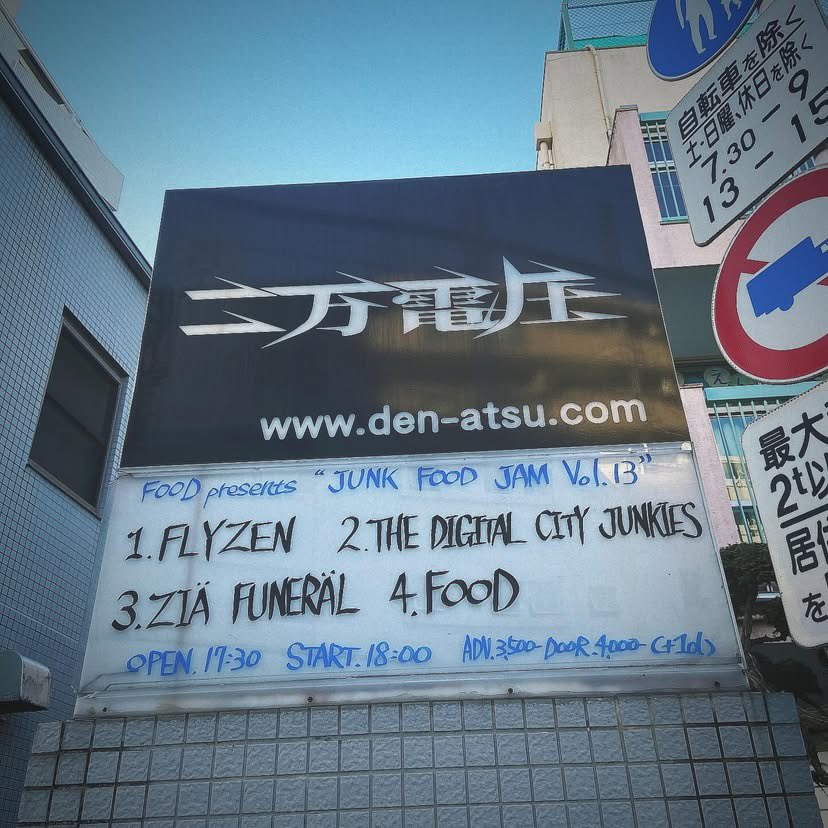 二万電圧
www.den-atsu.com
FOOD presents "JUNK FOOD JAM Vol.13"
1.FLYZEN 2.THE DIGITAL CITY JUNKIES
3.ZIÄ FUNERÄL 4.FOOD
OPEN.17:30 START.18:00 ADV.3,500- DOOR.4,000- (+1d)
自転車を除く
土・日曜、休日を除く
7.30 - 9
13 - 15
最大
2t以
居住
を